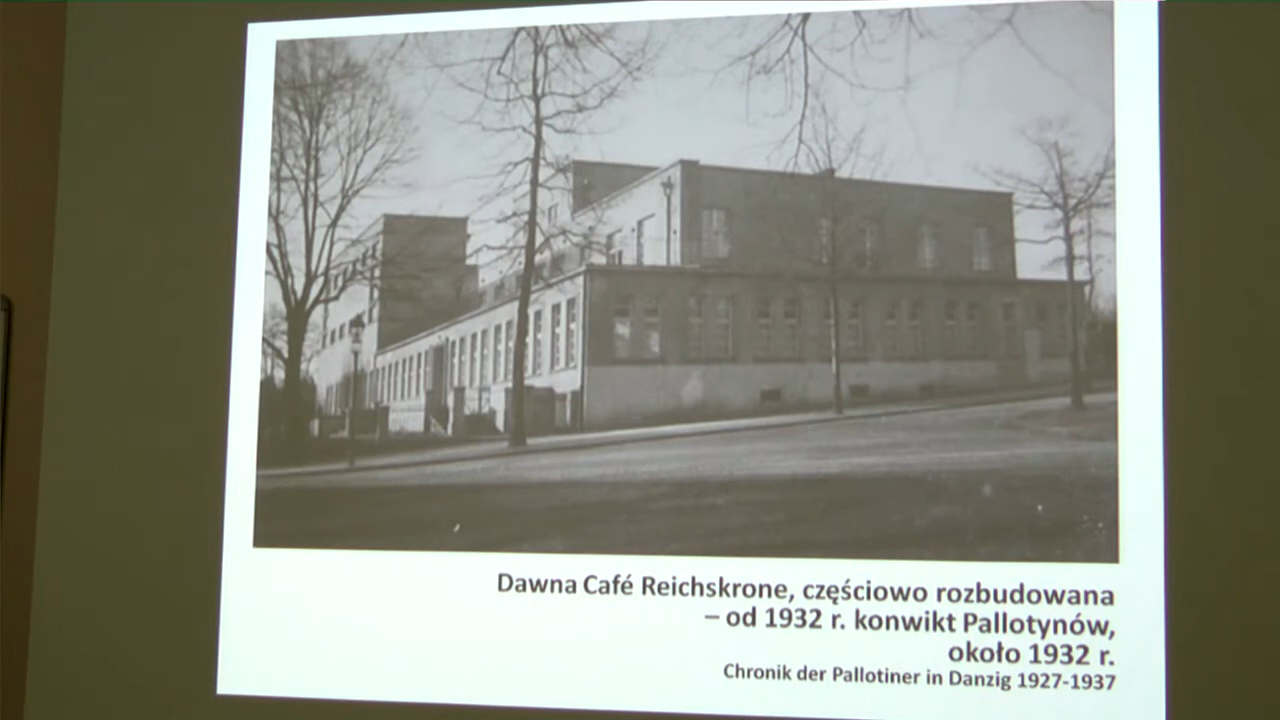 Dawna Café Reichskrone, częściowo rozbudowana
– od 1932 r. konwikt Pallotynów,
około 1932 r.
Chronik der Pallotiner in Danzig 1927-1937